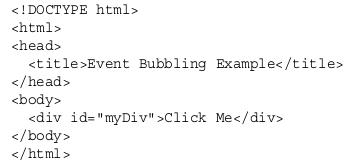 <!DOCTYPE html>
<html>
<head>
  <title>Event Bubbling Example</title>
</head>
<body>
  <div id="myDiv">Click Me</div>
</body>
</html>